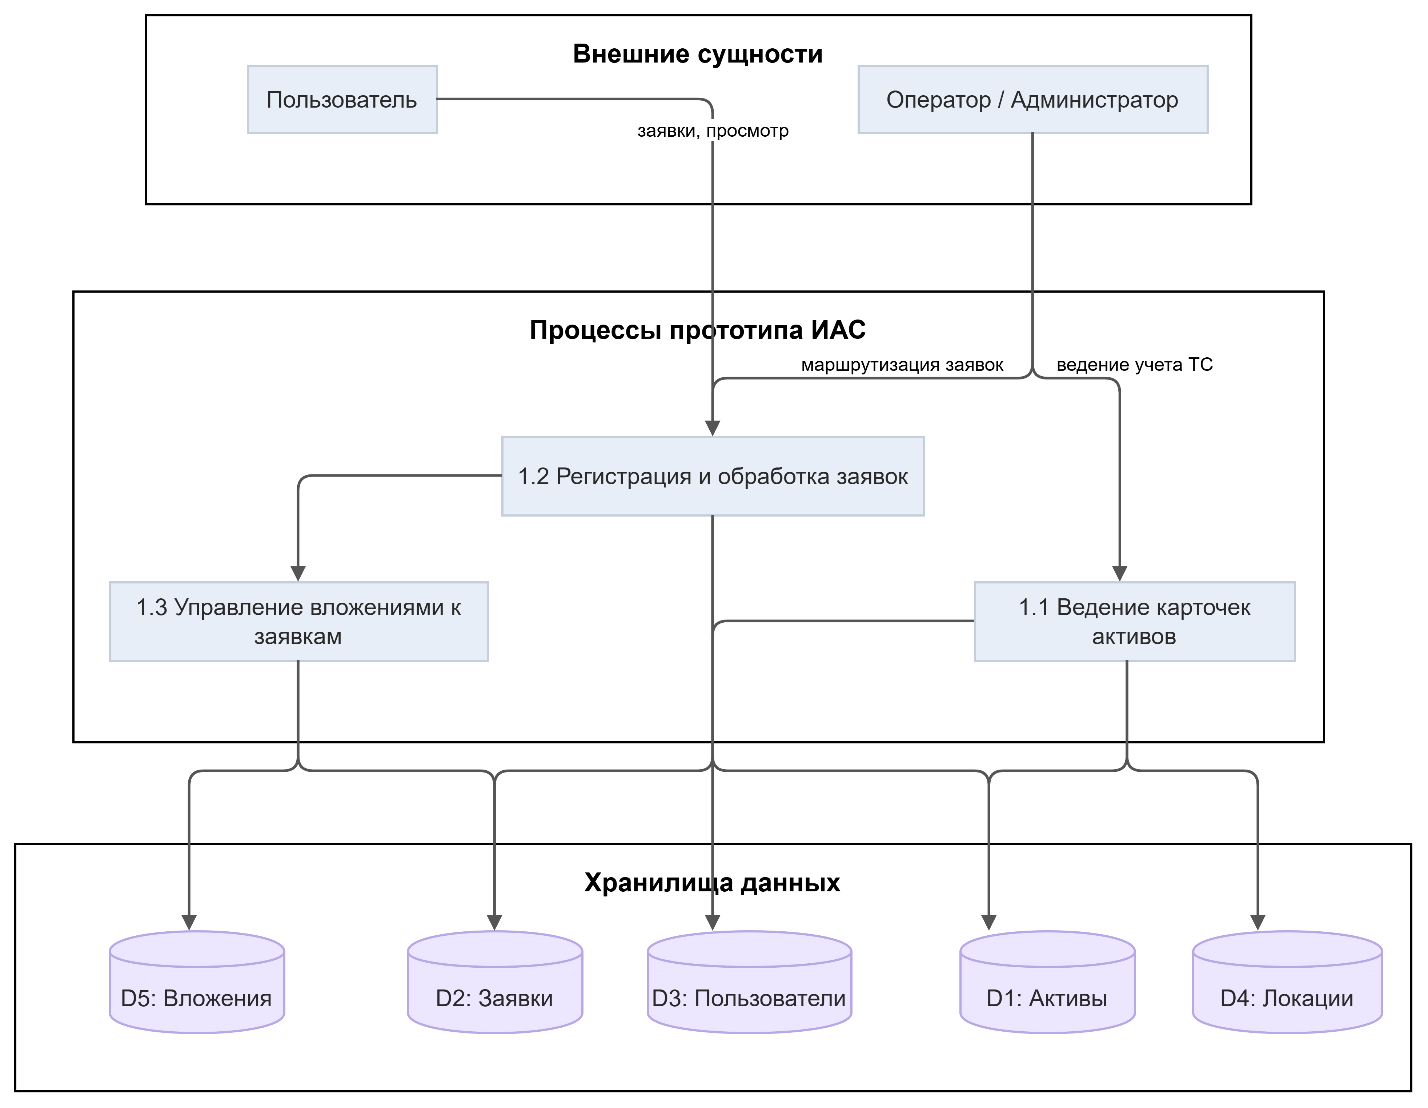 Внешние сущности
Пользователь
Оператор / Администратор
заявки, просмотр
Процессы прототипа ИАС
маршрутизация заявок
ведение учета ТС
1.2 Регистрация и обработка заявок
1.3 Управление вложениями к
заявкам
1.1 Ведение карточек
активов
Хранилища данных
D5: Вложения
D2: Заявки
D3: Пользователи
D1: Активы
D4: Локации